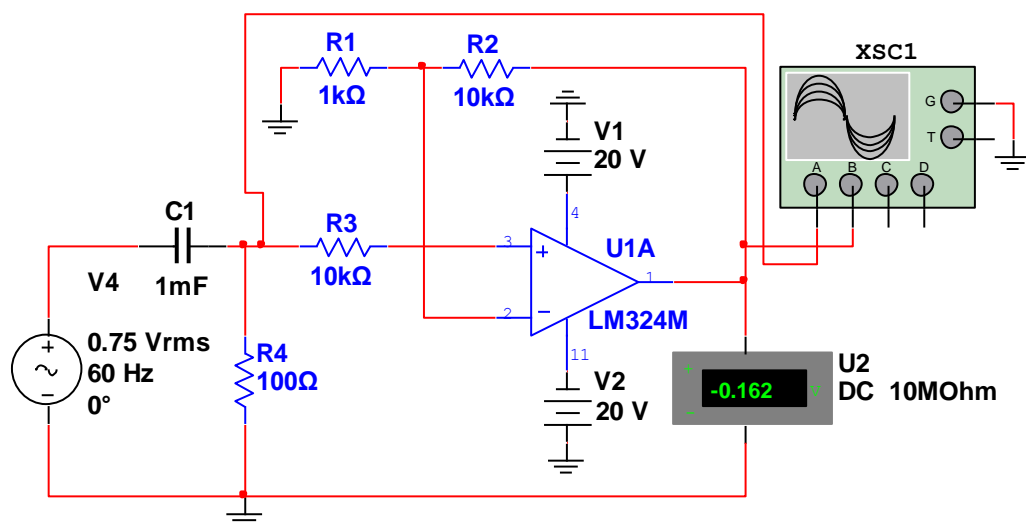 XSC1
R1
R2
1kΩ
10kΩ
G
T
A
B
C
D
V1
20 V
4
C1
R3
3
+
U1A
1
V4
1mF
10kΩ
2
−
LM324M
+
0.75 Vrms
60 Hz
0°
−
R4
100Ω
11
V2
20 V
+
-0.162
V
−
U2
DC 10MOhm